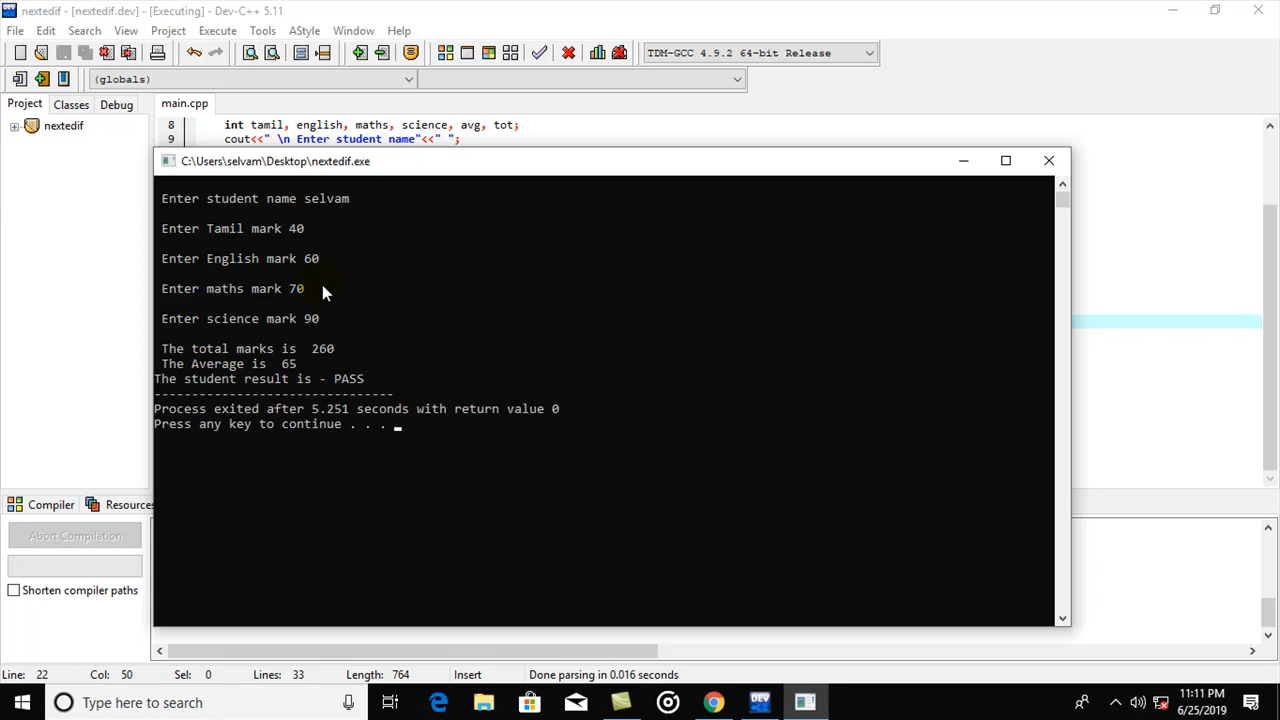 nextedif - [nextedif.dev] - [Executing] - Dev-C++ 5.11
File Edit Search View Project Execute Tools AStyle Window Help
TDM-GCC 4.9.2 64-bit Release
(globals)
Project Classes Debug main.cpp
nextedif
8 int tamil, english, maths, science, avg, tot;
9 cout<<" \n Enter student name"<<" ";
C:\Users\selvam\Desktop\nextedif.exe
Enter student name selvam
Enter Tamil mark 40
Enter English mark 60
Enter maths mark 70
Enter science mark 90
The total marks is  260
The Average is  65
The student result is - PASS
--------------------------------
Process exited after 5.251 seconds with return value 0
Press any key to continue . . .
Compiler Resources
Abort Compilation
Shorten compiler paths
Line: 22 Col: 50 Sel: 0 Lines: 33 Length: 764 Insert Done parsing in 0.016 seconds
Type here to search
DEV
11:11 PM
6/25/2019